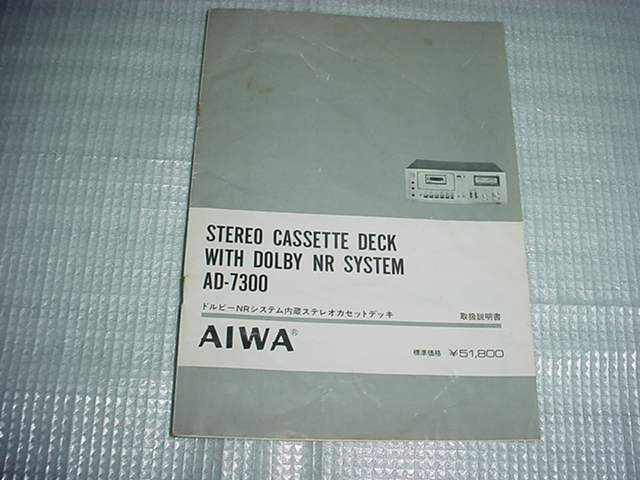 STEREO CASSETTE DECK
WITH DOLBY NR SYSTEM
AD-7300
ドルビーNRシステム内蔵ステレオカセットデッキ 取扱説明書
AIWA® 標準価格 ¥51,800